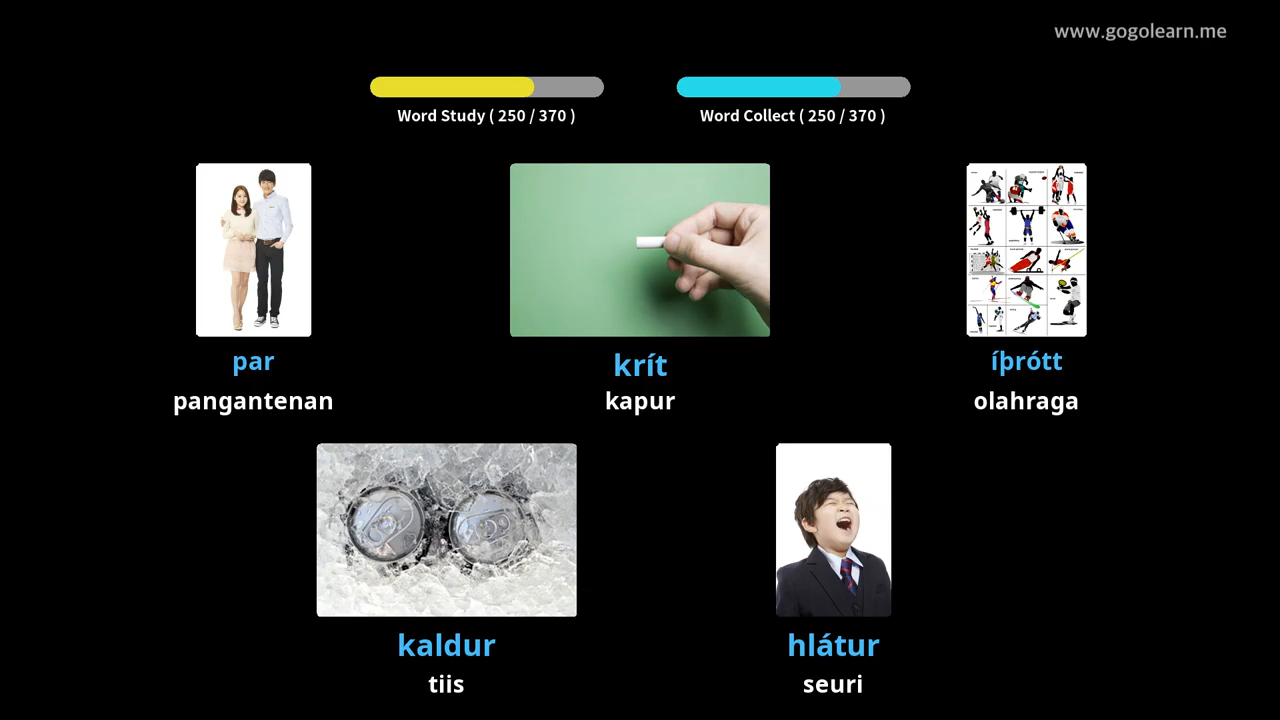 www.gogolearn.me
Word Study ( 250 / 370 )
Word Collect ( 250 / 370 )
par
pangantenan
krít
kapur
íþrótt
olahraga
kaldur
tiis
hlátur
seuri